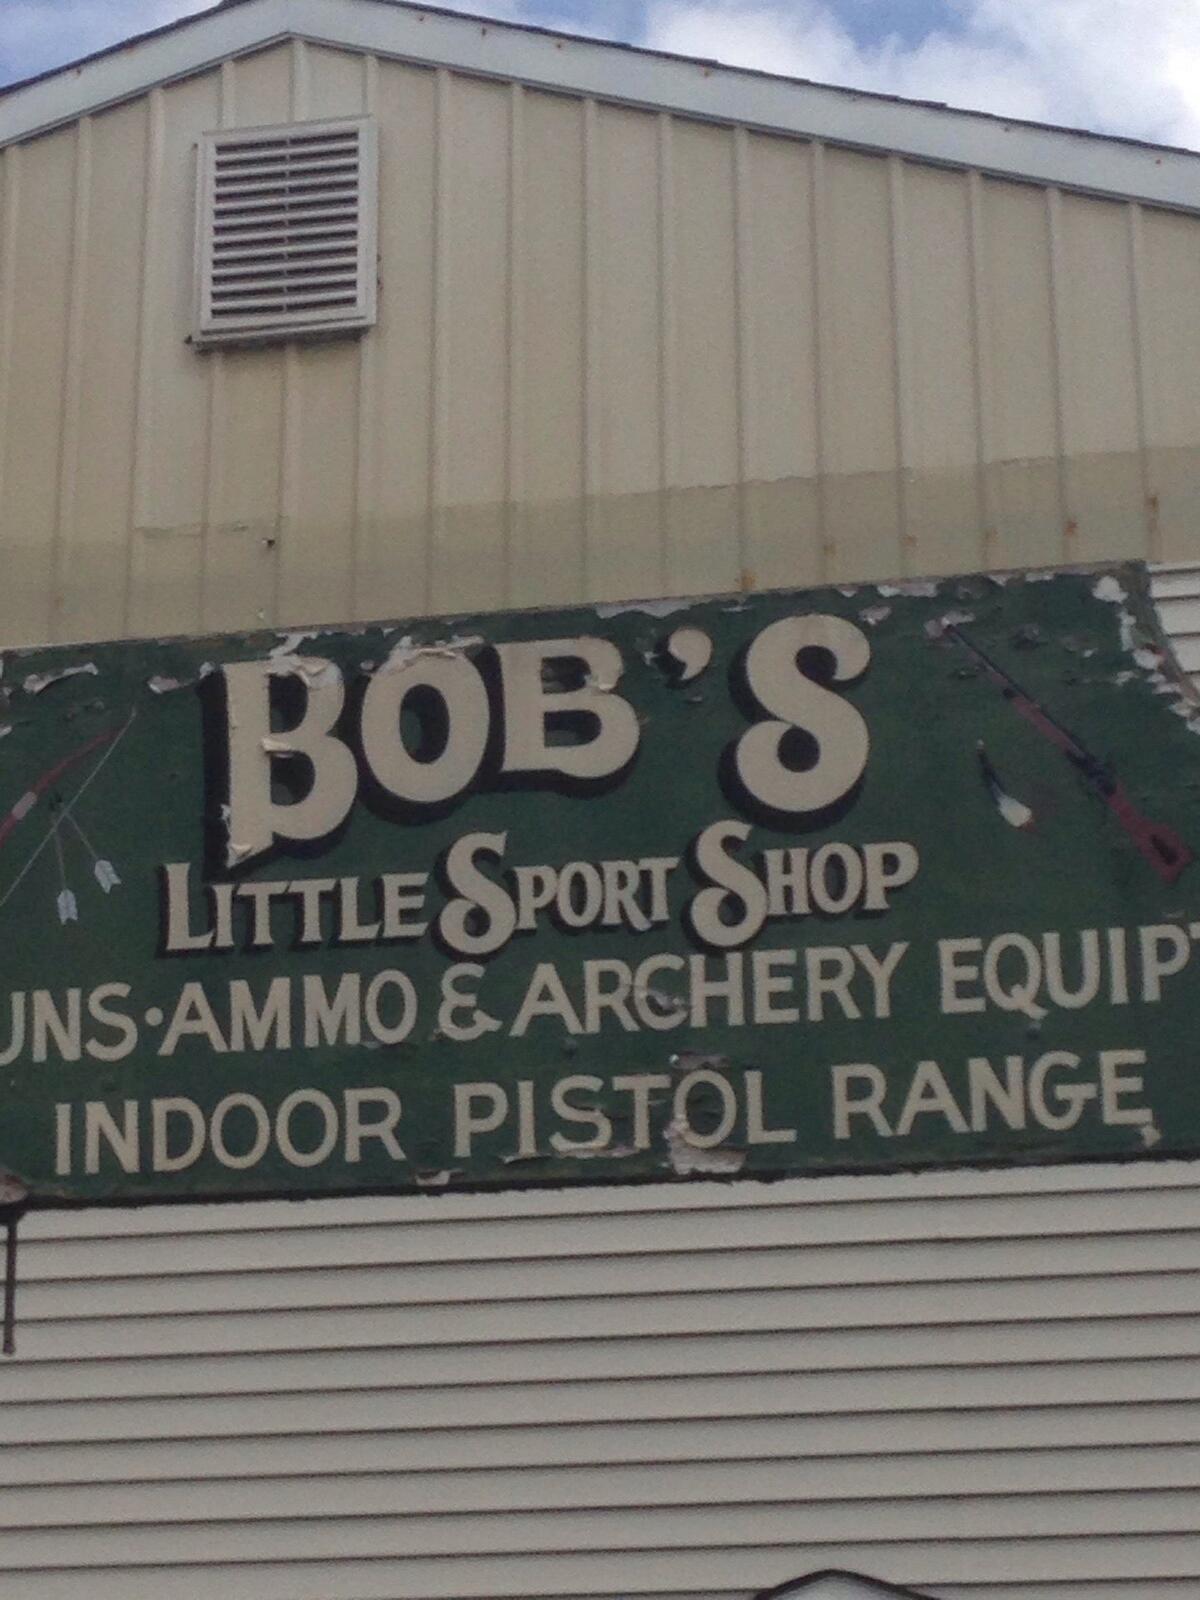 BOB'S
LITTLE SPORT SHOP
UNS·AMMO & ARCHERY EQUIP
INDOOR PISTOL RANGE